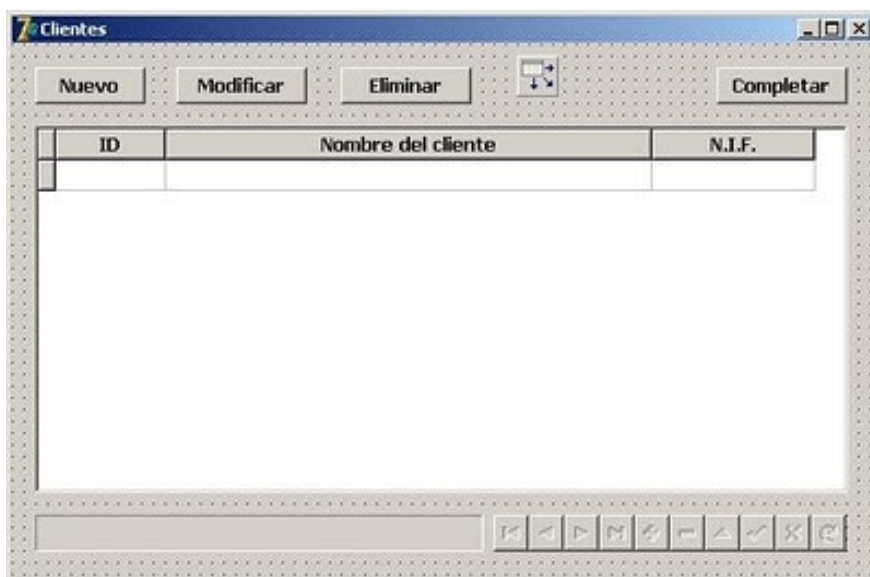 Clientes
Nuevo Modificar Eliminar Completar
ID Nombre del cliente N.I.F.